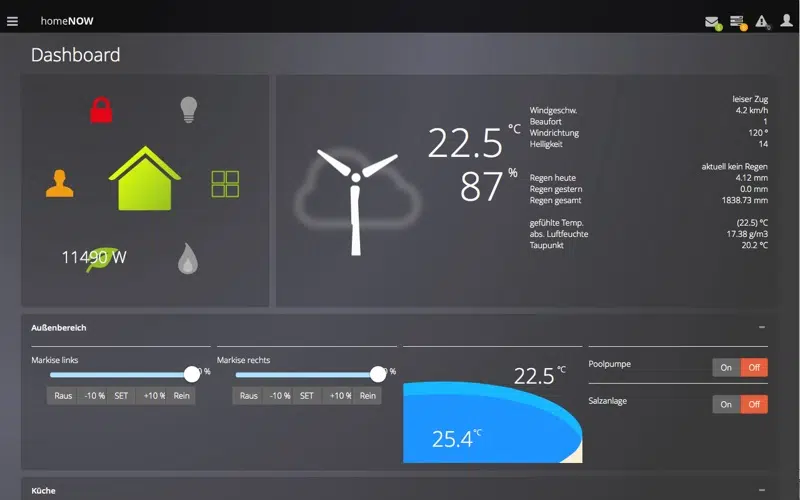 homeNOW
Dashboard
11490 W
22.5 °C
87 %
leiser Zug
Windgeschw. 4.2 km/h
Beaufort 1
Windrichtung 120 °
Helligkeit 14
aktuell kein Regen
Regen heute 4.12 mm
Regen gestern 0.0 mm
Regen gesamt 1838.73 mm
gefühlte Temp. (22.5) °C
abs. Luftfeuchte 17.38 g/m3
Taupunkt 20.2 °C
Außenbereich –
Markise links
0 %
Raus -10 % SET +10 % Rein
Markise rechts
0 %
Raus -10 % SET +10 % Rein
22.5 °C
25.4 °C
Poolpumpe On Off
Salzanlage On Off
Küche –